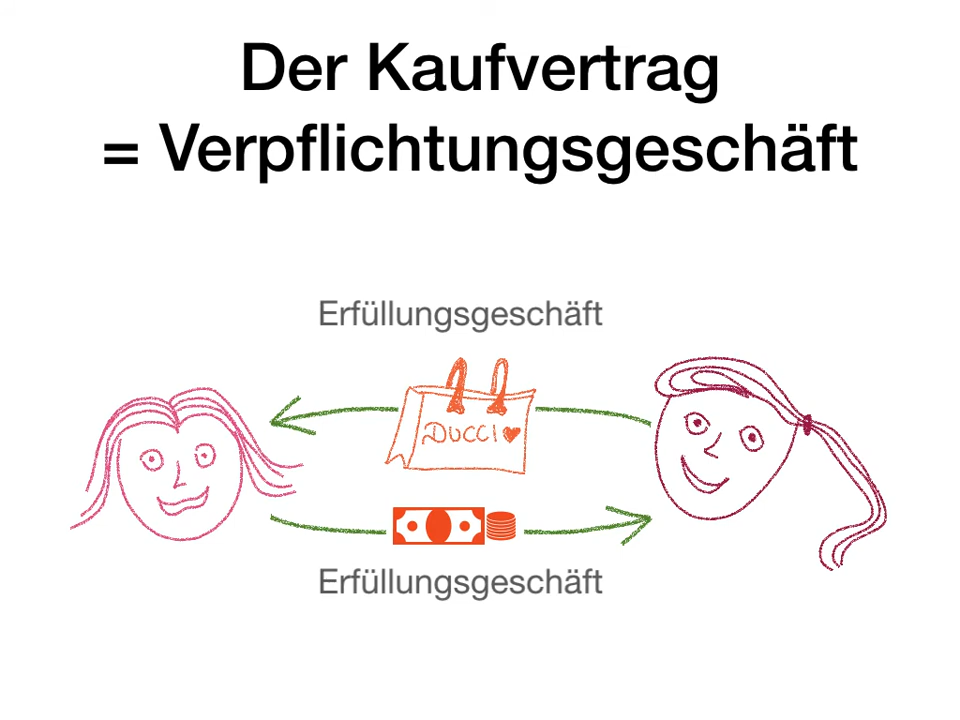 Der Kaufvertrag
= Verpflichtungsgeschäft
Erfüllungsgeschäft
DUCCI
Erfüllungsgeschäft